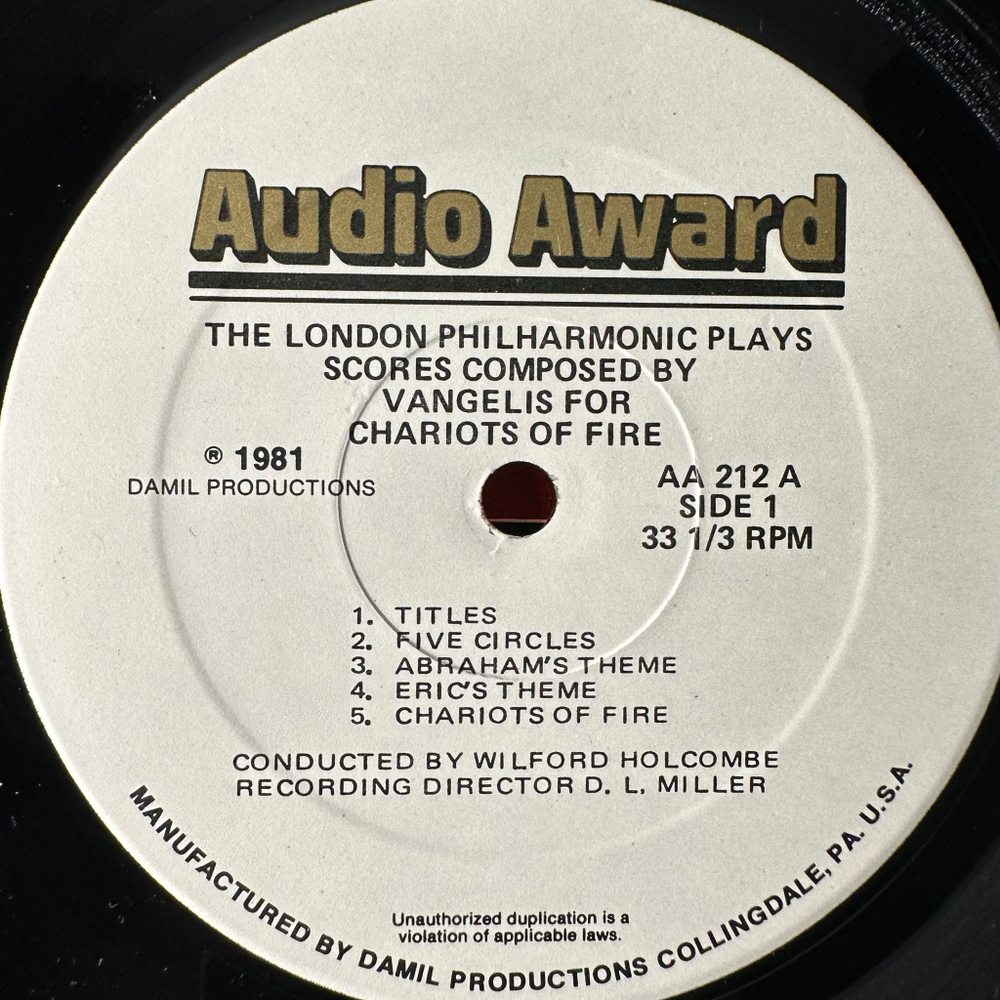 Audio Award
THE LONDON PHILHARMONIC PLAYS
SCORES COMPOSED BY
VANGELIS FOR
CHARIOTS OF FIRE
® 1981
DAMIL PRODUCTIONS
AA 212 A
SIDE 1
33 1/3 RPM
1. TITLES
2. FIVE CIRCLES
3. ABRAHAM'S THEME
4. ERIC'S THEME
5. CHARIOTS OF FIRE
CONDUCTED BY WILFORD HOLCOMBE
RECORDING DIRECTOR D. L. MILLER
Unauthorized duplication is a
violation of applicable laws.
MANUFACTURED BY DAMIL PRODUCTIONS COLLINGDALE, PA. U.S.A.